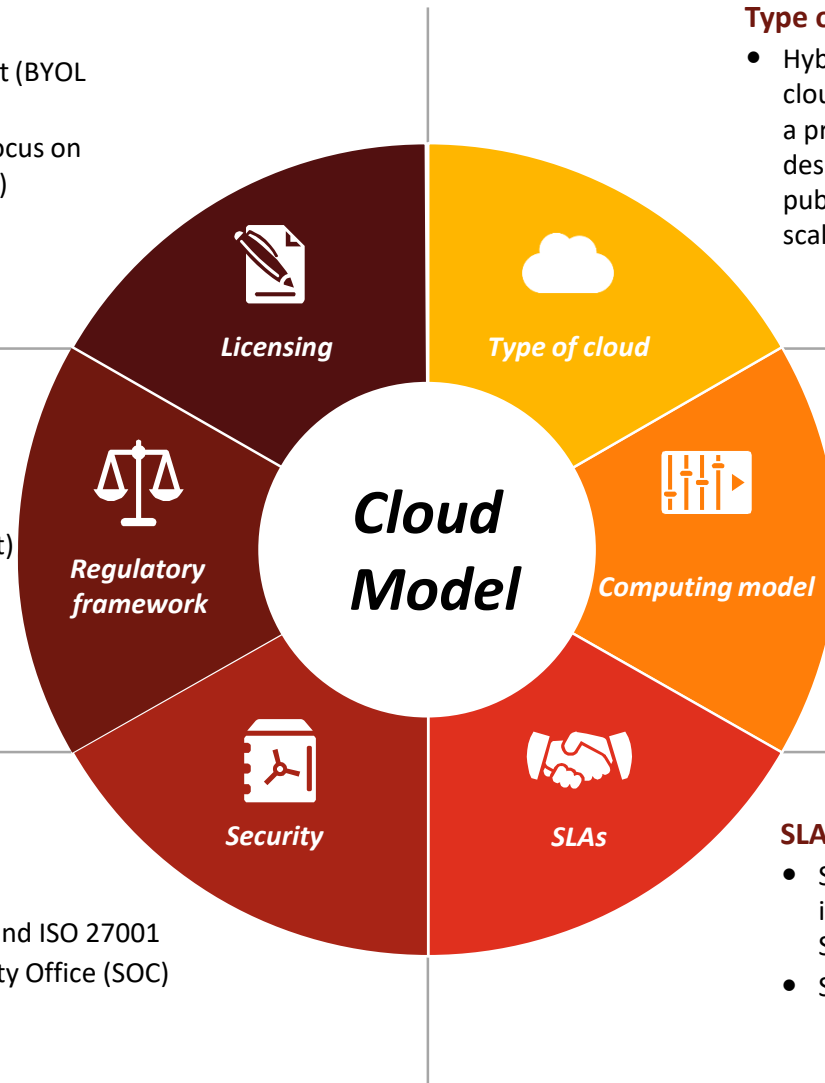 t (BYOL
ocus on
)
Type o
• Hyb
clou
a pr
des
pub
scal
Licensing
Type of cloud
t)
Regulatory
framework
Cloud
Model
Computing model
Security
SLAs
nd ISO 27001
ty Office (SOC)
SLA
• S
i
S
• S